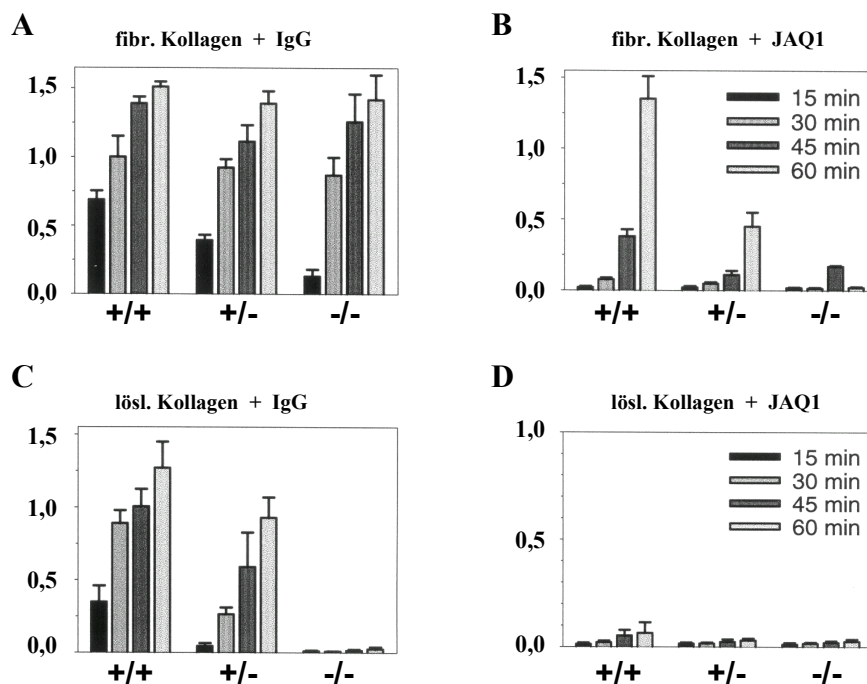 A
fibr. Kollagen + IgG
1,5
1,0
0,5
0,0
+/+ +/- -/-
B
fibr. Kollagen + JAQ1
1,5
1,0
0,5
0,0
15 min
30 min
45 min
60 min
+/+ +/- -/-
C
lösl. Kollagen + IgG
1,5
1,0
0,5
0,0
+/+ +/- -/-
D
lösl. Kollagen + JAQ1
1,0
0,5
0,0
15 min
30 min
45 min
60 min
+/+ +/- -/-